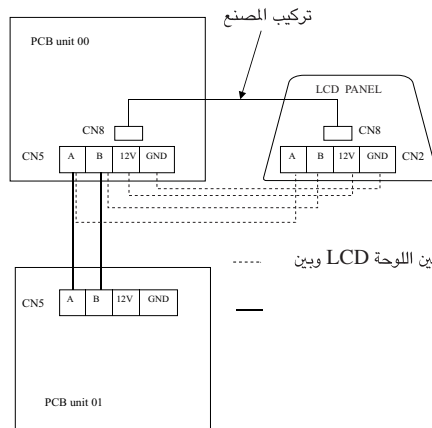 تركيب المصنع
PCB unit 00
LCD PANEL
CN8
CN8
CN5 A B 12V GND
A B 12V GND CN2
بين اللوحة LCD وبين
CN5 A B 12V GND
PCB unit 01